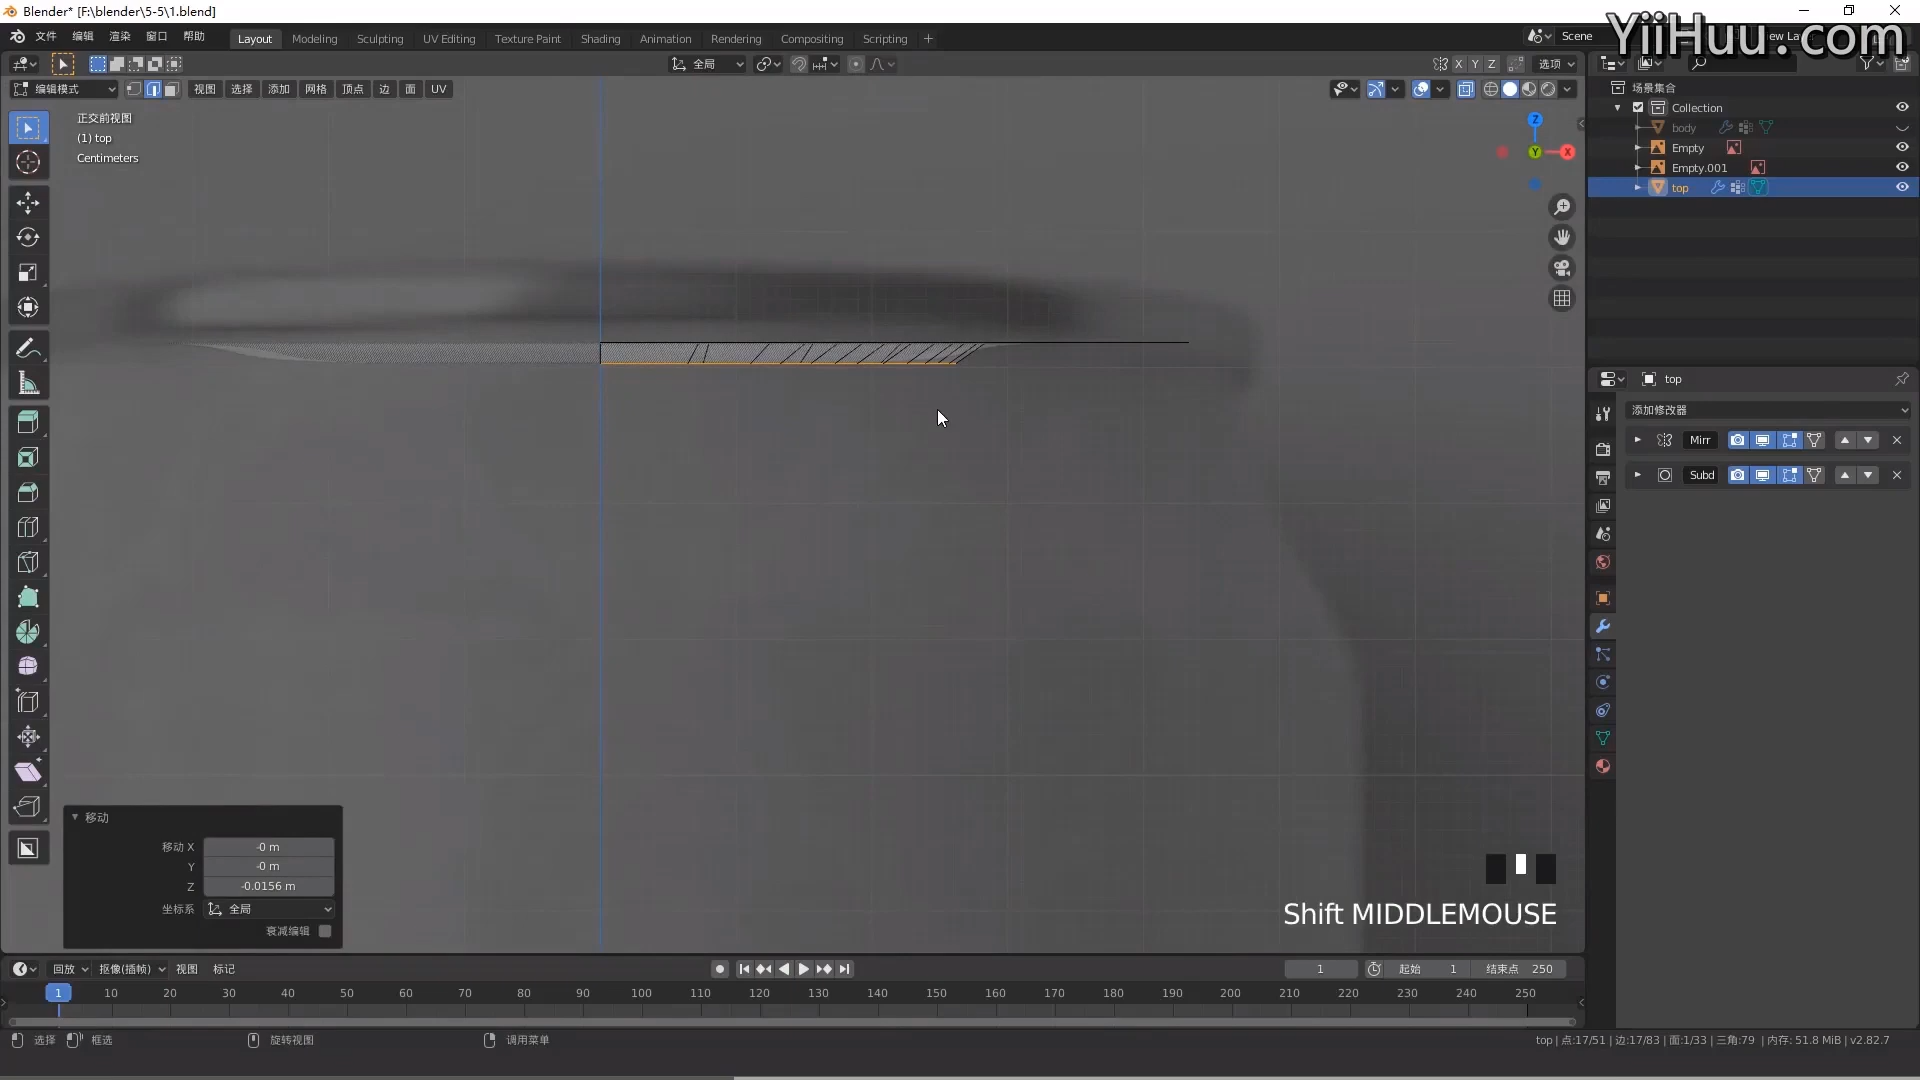 Blender* [F:\blender\5-5\1.blend]
YiiHuu.com
文件 编辑 渲染 窗口 帮助 Layout Modeling Sculpting UV Editing Texture Paint Shading Animation Rendering Compositing Scripting + Scene View Layer
全局 X Y Z 选项
编辑模式 视图 选择 添加 网格 顶点 边 面 UV
正交前视图
(1) top
Centimeters
Z
Y
X
场景集合
Collection
body
Empty
Empty.001
top
top
添加修改器
Mirr
Subd
移动
移动 X -0 m
Y -0 m
Z -0.0156 m
坐标系 全局
衰减编辑
Shift MIDDLEMOUSE
回放 抠像(插帧) 视图 标记 1 起始 1 结束点 250
1 10 20 30 40 50 60 70 80 90 100 110 120 130 140 150 160 170 180 190 200 210 220 230 240 250
选择 框选 旋转视图 调用菜单 top | 点:17/51 | 边:17/83 | 面:1/33 | 三角:79 | 内存: 51.8 MiB | v2.82.7